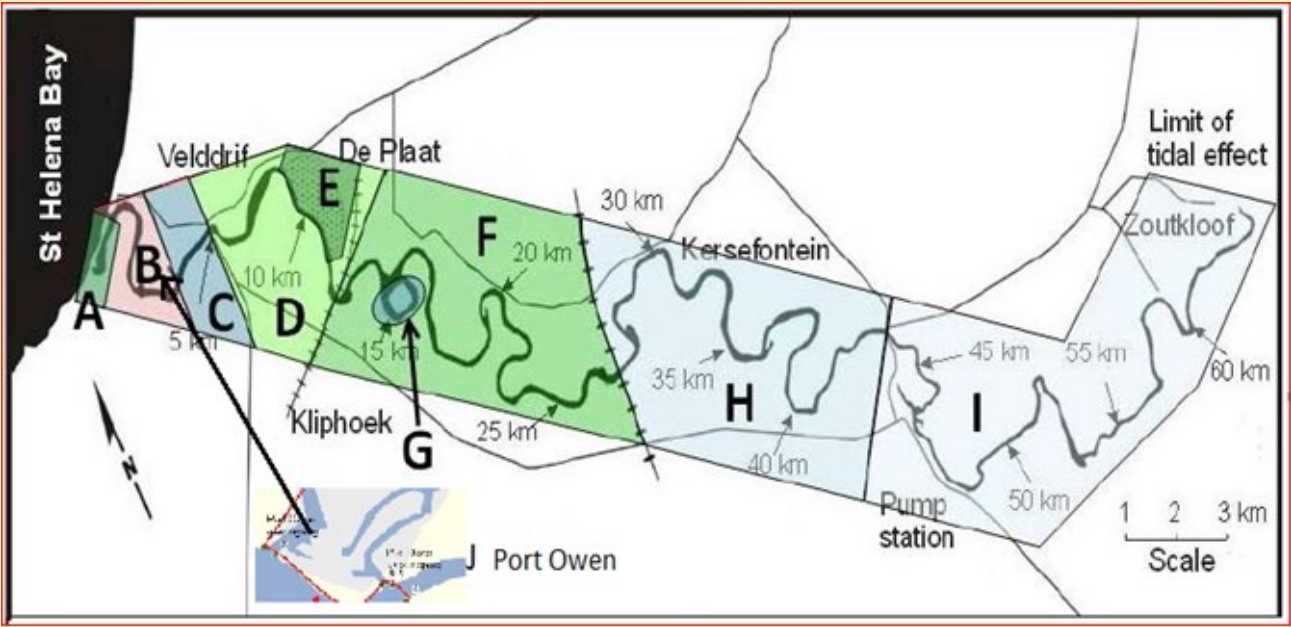 St Helena Bay
Velddrif
De Plaat
Limit of
tidal effect
A
B
C
D
E
F
G
H
I
5 km
10 km
15 km
20 km
25 km
30 km
Kersefontein
Zoutkloof
35 km
40 km
45 km
50 km
55 km
60 km
Kliphoek
Pump
station
N
1 2 3 km
Scale
J Port Owen